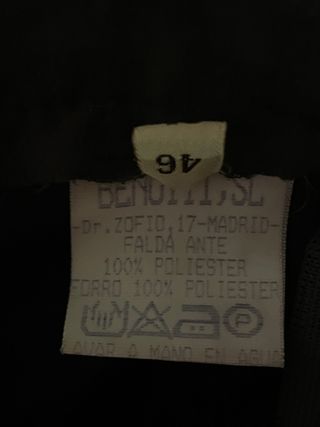 46
BENOTTI,SL
-Dr.ZOFIO,17-MADRID-
FALDA ANTE
100% POLIESTER
FORRO 100% POLIESTER
P
LAVAR A MANO EN AGUA